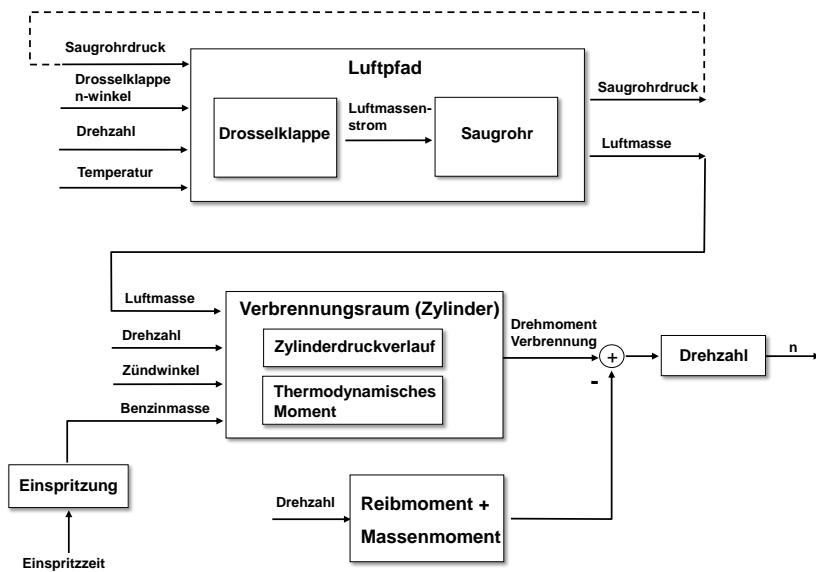 Saugrohrdruck
Drosselklappe
n-winkel
Drehzahl
Temperatur
Luftpfad
Drosselklappe
Luftmassen-
strom
Saugrohr
Saugrohrdruck
Luftmasse
Luftmasse
Drehzahl
Zündwinkel
Benzinmasse
Verbrennungsraum (Zylinder)
Zylinderdruckverlauf
Thermodynamisches
Moment
Drehmoment
Verbrennung
+
-
Drehzahl
n
Einspritzung
Einspritzzeit
Drehzahl
Reibmoment +
Massenmoment